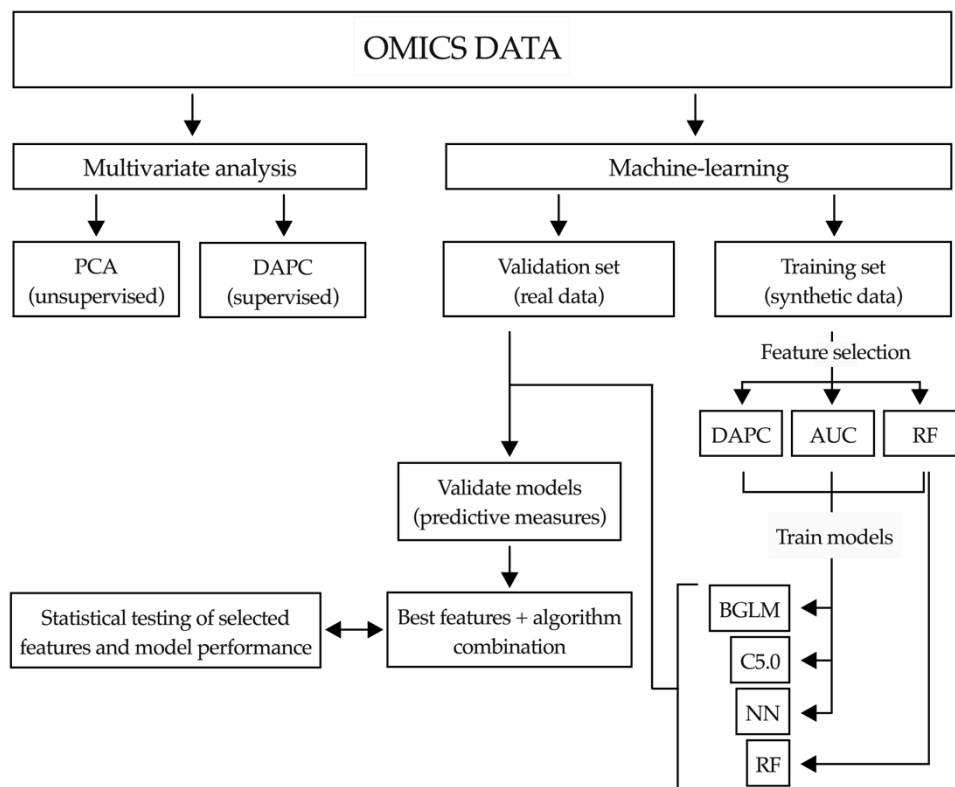 OMICS DATA
Multivariate analysis
Machine-learning
PCA
(unsupervised)
DAPC
(supervised)
Validation set
(real data)
Training set
(synthetic data)
Feature selection
DAPC
AUC
RF
Validate models
(predictive measures)
Train models
Statistical testing of selected
features and model performance
Best features + algorithm
combination
BGLM
C5.0
NN
RF